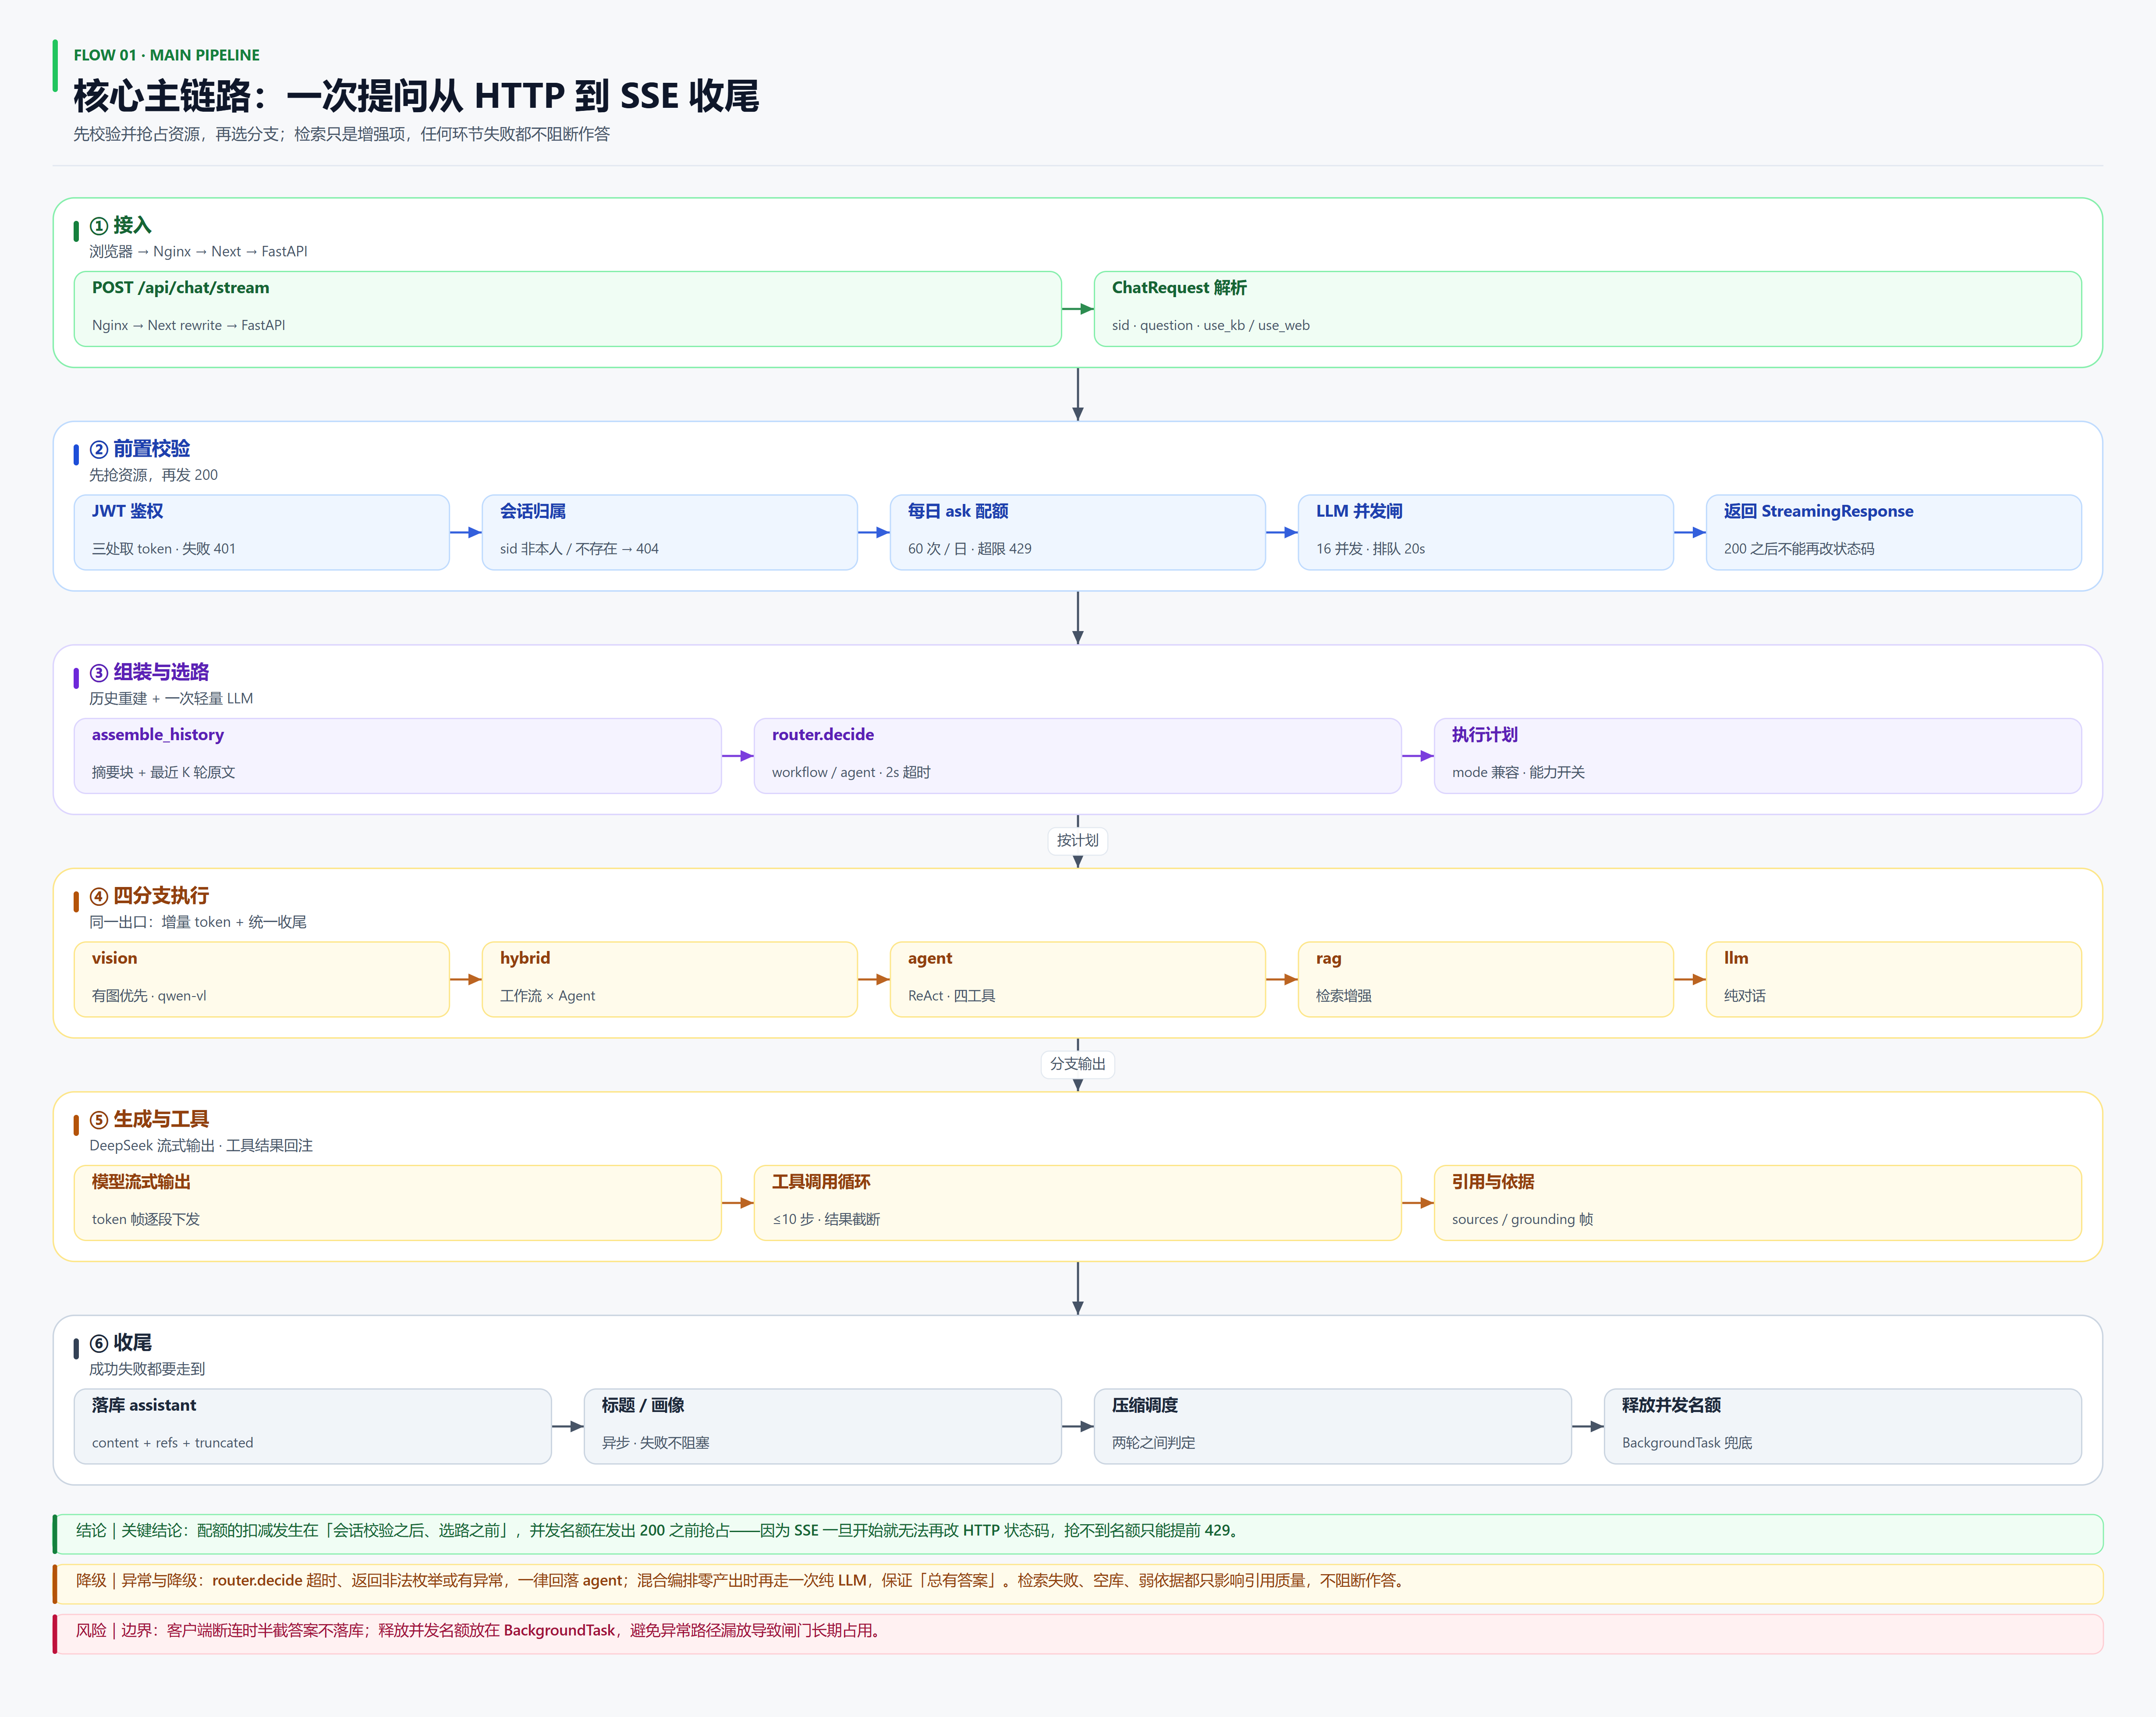 FLOW 01 · MAIN PIPELINE
核心主链路：一次提问从 HTTP 到 SSE 收尾
先校验并抢占资源，再选分支；检索只是增强项，任何环节失败都不阻断作答
① 接入
浏览器 → Nginx → Next → FastAPI
POST /api/chat/stream
Nginx → Next rewrite → FastAPI
ChatRequest 解析
sid · question · use_kb / use_web
② 前置校验
先抢资源，再发 200
JWT 鉴权
三处取 token · 失败 401
会话归属
sid 非本人 / 不存在 → 404
每日 ask 配额
60 次 / 日 · 超限 429
LLM 并发闸
16 并发 · 排队 20s
返回 StreamingResponse
200 之后不能再改状态码
③ 组装与选路
历史重建 + 一次轻量 LLM
assemble_history
摘要块 + 最近 K 轮原文
router.decide
workflow / agent · 2s 超时
执行计划
mode 兼容 · 能力开关
按计划
④ 四分支执行
同一出口：增量 token + 统一收尾
vision
有图优先 · qwen-vl
hybrid
工作流 × Agent
agent
ReAct · 四工具
rag
检索增强
llm
纯对话
分支输出
⑤ 生成与工具
DeepSeek 流式输出 · 工具结果回注
模型流式输出
token 帧逐段下发
工具调用循环
≤10 步 · 结果截断
引用与依据
sources / grounding 帧
⑥ 收尾
成功失败都要走到
落库 assistant
content + refs + truncated
标题 / 画像
异步 · 失败不阻塞
压缩调度
两轮之间判定
释放并发名额
BackgroundTask 兜底
结论｜关键结论：配额的扣减发生在「会话校验之后、选路之前」，并发名额在发出 200 之前抢占——因为 SSE 一旦开始就无法再改 HTTP 状态码，抢不到名额只能提前 429。
降级｜异常与降级：router.decide 超时、返回非法枚举或有异常，一律回落 agent；混合编排零产出时再走一次纯 LLM，保证「总有答案」。检索失败、空库、弱依据都只影响引用质量，不阻断作答。
风险｜边界：客户端断连时半截答案不落库；释放并发名额放在 BackgroundTask，避免异常路径漏放导致闸门长期占用。